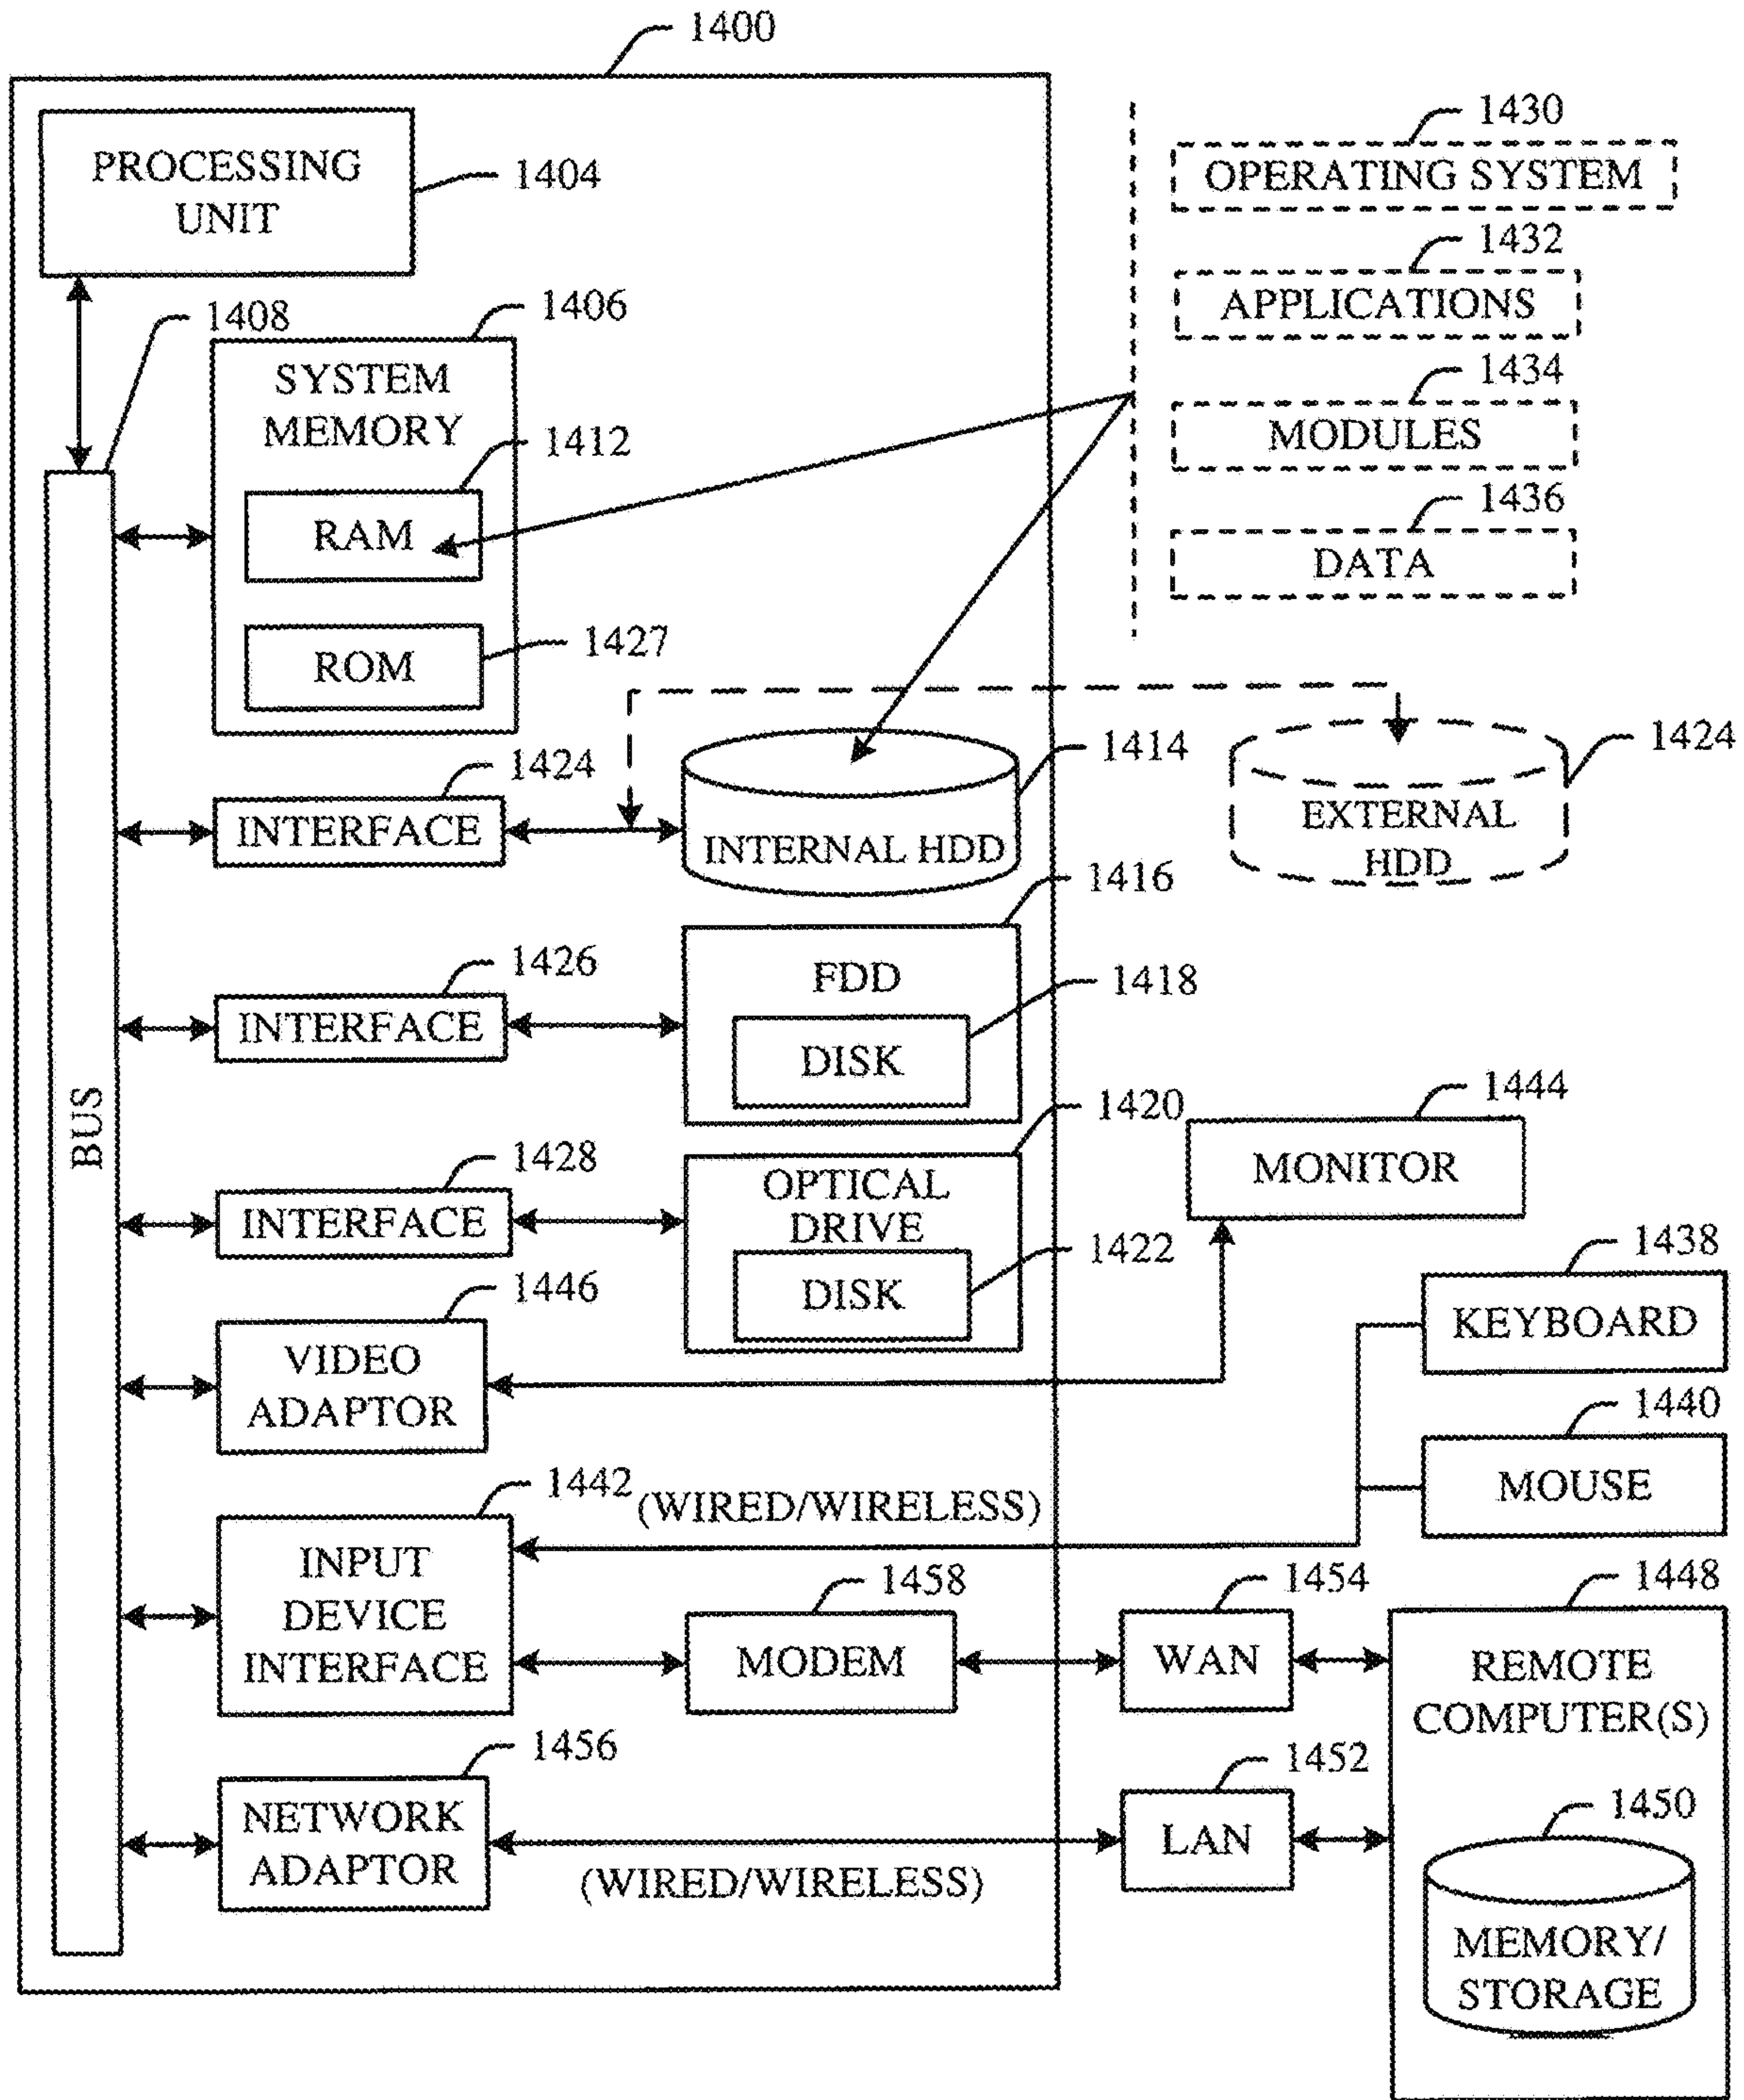 1400
PROCESSING
UNIT
1404
1430
OPERATING SYSTEM
1432
APPLICATIONS
1434
MODULES
1436
DATA
1408
1406
SYSTEM
MEMORY
1412
RAM
1427
ROM
1424
INTERFACE
1414
INTERNAL HDD
1424
EXTERNAL
HDD
1426
INTERFACE
1416
FDD
1418
DISK
BUS
1428
INTERFACE
1420
OPTICAL
DRIVE
1422
DISK
1444
MONITOR
1438
KEYBOARD
1446
VIDEO
ADAPTOR
1440
MOUSE
1442
(WIRED/WIRELESS)
INPUT
DEVICE
INTERFACE
1458
MODEM
1454
WAN
1448
REMOTE
COMPUTER(S)
1456
NETWORK
ADAPTOR
(WIRED/WIRELESS)
1452
LAN
1450
MEMORY/
STORAGE